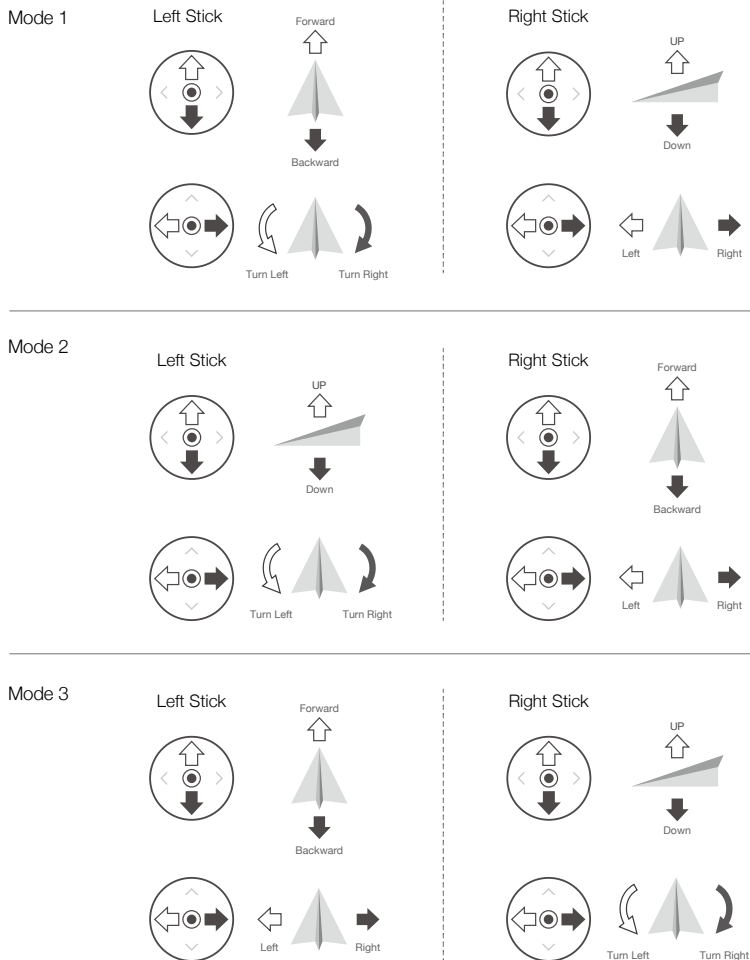 Mode 1
Left Stick
Forward
Backward
Turn Left Turn Right
Right Stick
UP
Down
Left Right
Mode 2
Left Stick
UP
Down
Turn Left Turn Right
Right Stick
Forward
Backward
Left Right
Mode 3
Left Stick
Forward
Backward
Left Right
Right Stick
UP
Down
Turn Left Turn Right